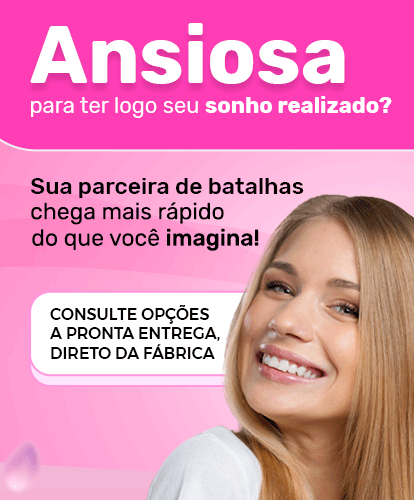 Ansiosa
para ter logo seu sonho realizado?
Sua parceira de batalhas
chega mais rápido
do que você imagina!
CONSULTE OPÇÕES
A PRONTA ENTREGA,
DIRETO DA FÁBRICA